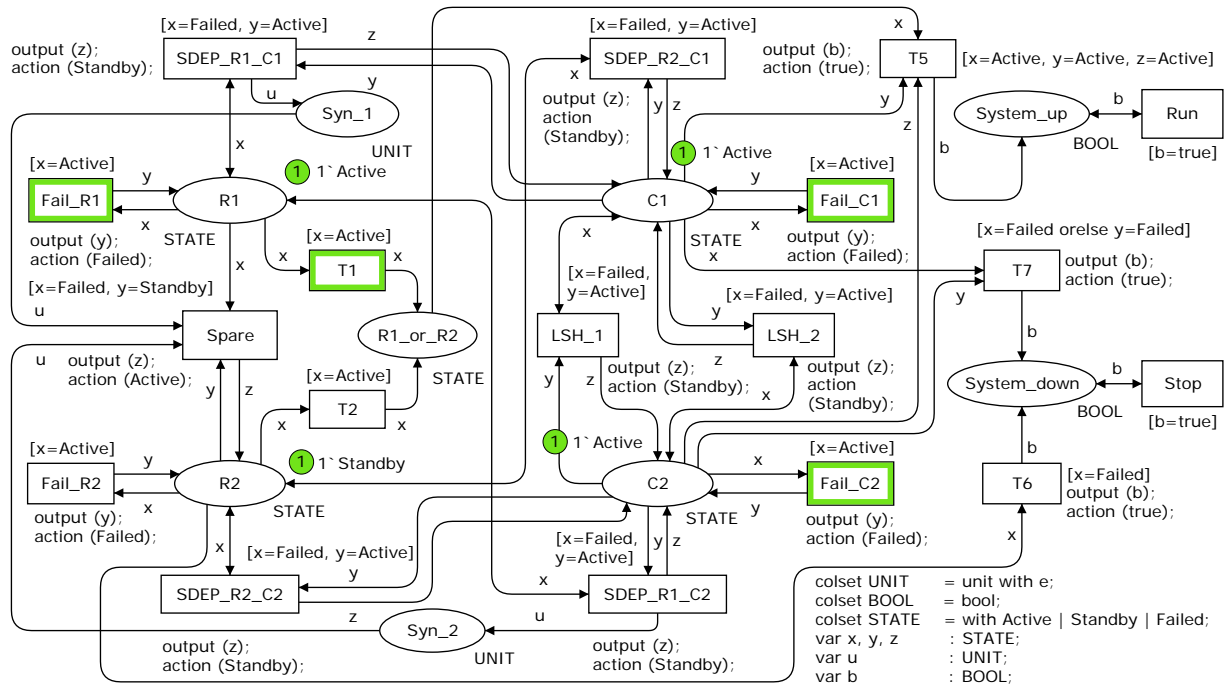 [x=Failed, y=Active]
output (z);
action (Standby);
SDEP_R1_C1
z
y
u
Syn_1
UNIT
x
[x=Failed, y=Active]
SDEP_R2_C1
x
output (z);
action
(Standby);
y
z
x
output (b);
action (true);
T5
[x=Active, y=Active, z=Active]
y
z
b
System_up
BOOL
b
Run
[b=true]
[x=Active]
Fail_R1
y
x
output (y);
action (Failed);
R1
STATE
1
1`Active
x
[x=Active]
x
T1
x
1
1`Active
C1
STATE
x
y
x
[x=Active]
Fail_C1
output (y);
action (Failed);
[x=Failed orelse y=Failed]
T7
output (b);
action (true);
y
b
[x=Failed, y=Standby]
u
Spare
u
output (z);
action (Active);
y
z
R1_or_R2
STATE
x
[x=Failed,
y=Active]
LSH_1
y
z
output (z);
action (Standby);
[x=Failed, y=Active]
y
LSH_2
z
x
output (z);
action
(Standby);
System_down
BOOL
b
Stop
[b=true]
[x=Active]
T2
x
x
[x=Active]
Fail_R2
y
x
output (y);
action (Failed);
R2
STATE
1
1`Standby
1
1`Active
C2
STATE
x
y
[x=Active]
Fail_C2
output (y);
action (Failed);
b
T6
[x=Failed]
output (b);
action (true);
x
x
[x=Failed, y=Active]
SDEP_R2_C2
y
z
output (z);
action (Standby);
[x=Failed,
y=Active]
y
z
x
SDEP_R1_C2
u
Syn_2
UNIT
output (z);
action (Standby);
colset UNIT = unit with e;
colset BOOL = bool;
colset STATE = with Active | Standby | Failed;
var x, y, z : STATE;
var u : UNIT;
var b : BOOL;